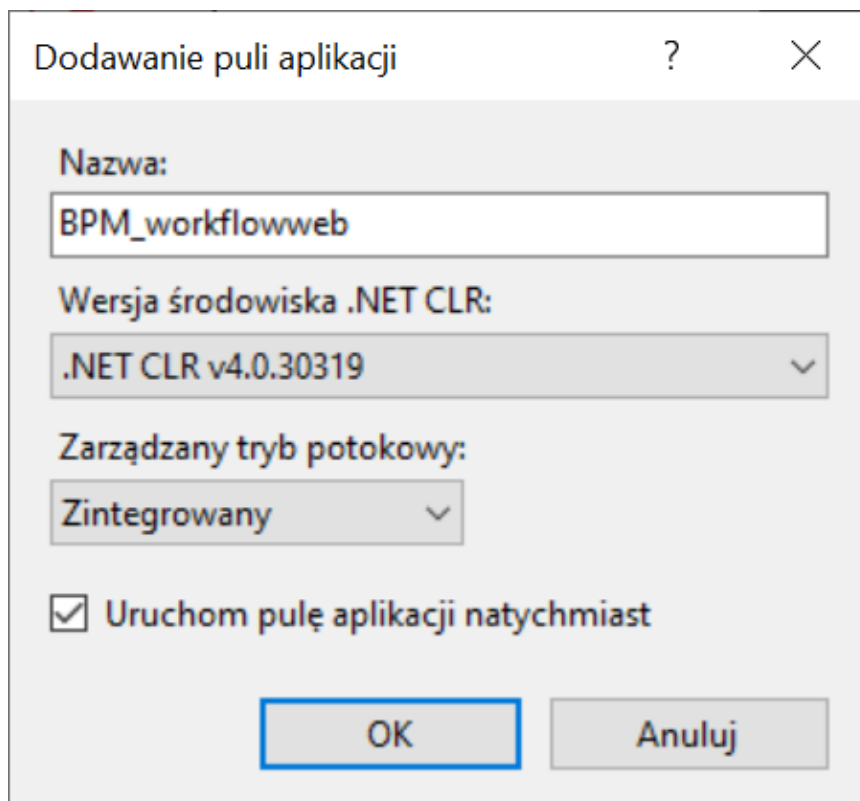 Dodawanie puli aplikacji
?
Nazwa:
BPM_workflowweb
Wersja środowiska .NET CLR:
.NET CLR v4.0.30319
Zarządzany tryb potokowy:
Zintegrowany
Uruchom pulę aplikacji natychmiast
OK Anuluj